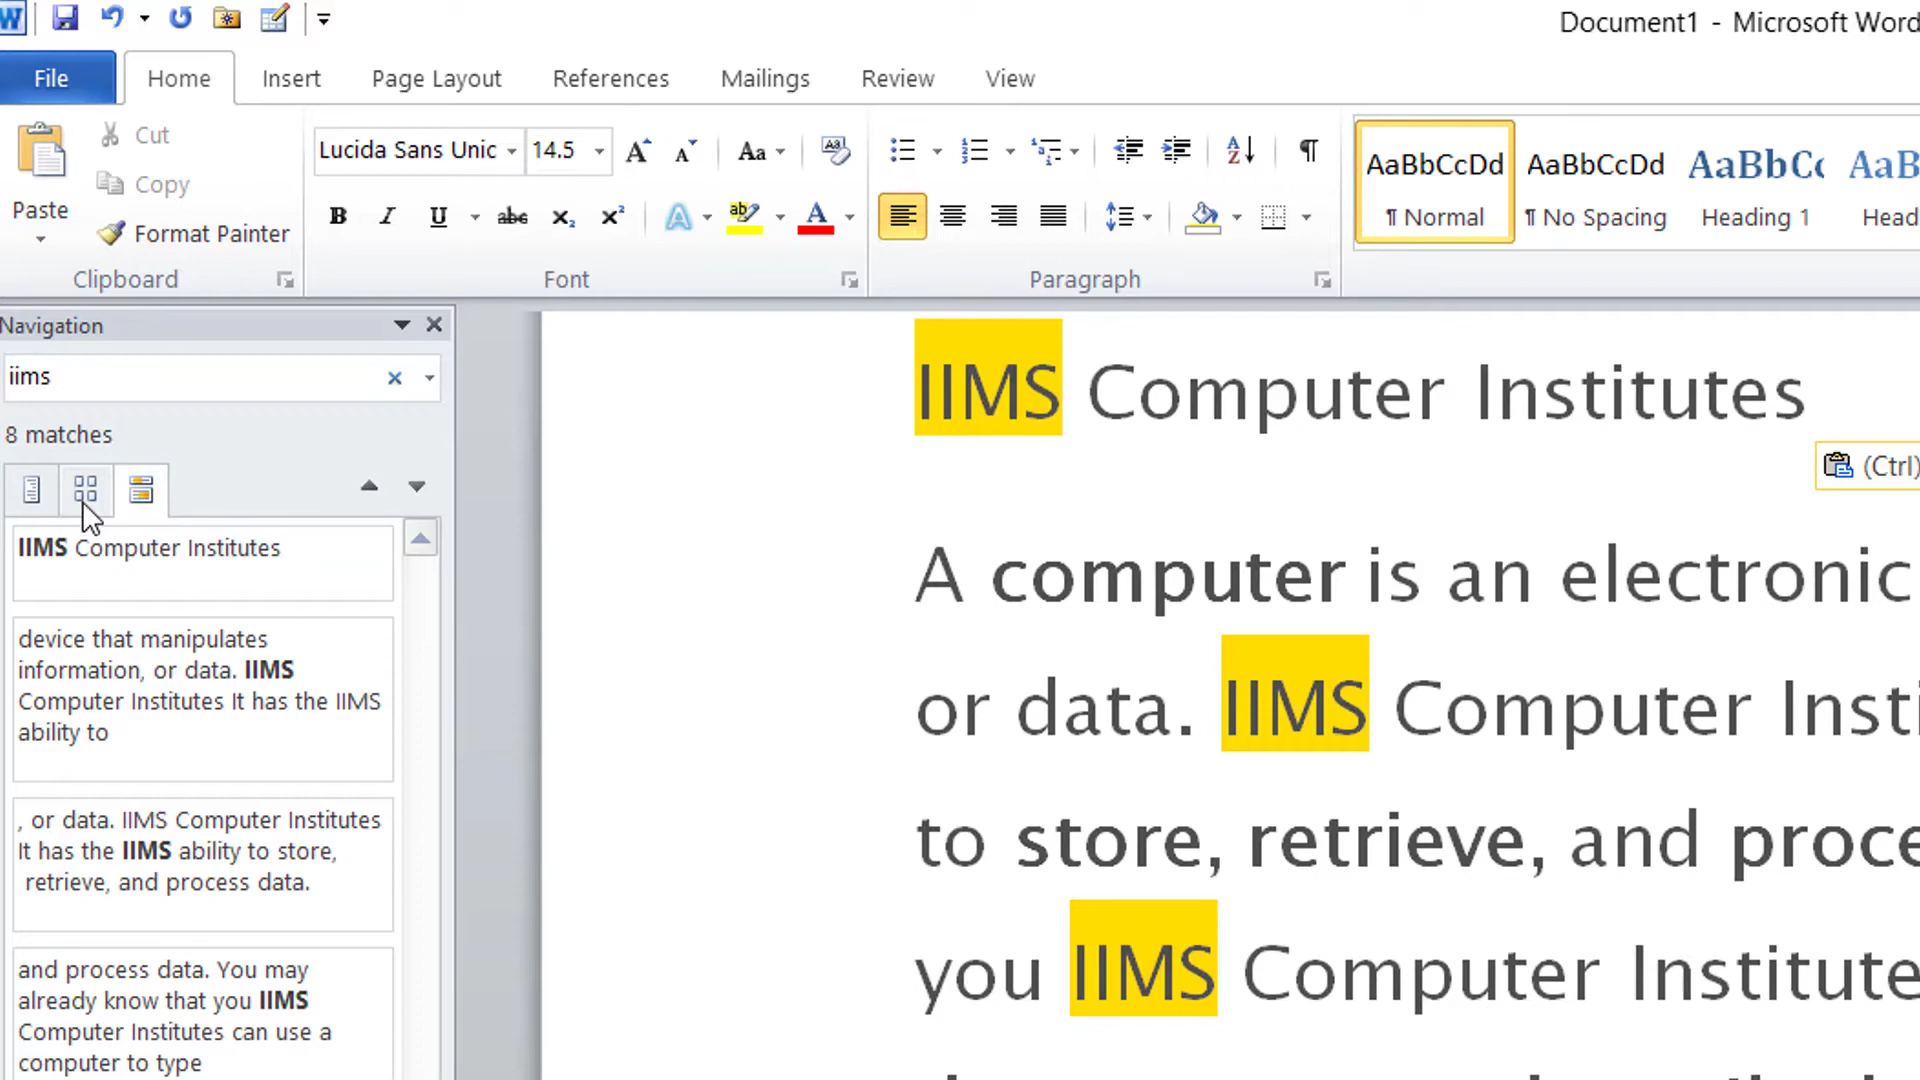 W
Document1 - Microsoft Word
File Home Insert Page Layout References Mailings Review View
Paste
Cut
Copy
Format Painter
Clipboard
Lucida Sans Unic 14.5
Aa
B I U abc X₂ X²
Font
Paragraph
AaBbCcDd AaBbCcDd AaBbCc AaB
¶ Normal ¶ No Spacing Heading 1 Head
Navigation
iims
8 matches
IIMS Computer Institutes
device that manipulates
information, or data. IIMS
Computer Institutes It has the IIMS
ability to
, or data. IIMS Computer Institutes
It has the IIMS ability to store,
retrieve, and process data.
and process data. You may
already know that you IIMS
Computer Institutes can use a
computer to type
IIMS Computer Institutes
(Ctrl)
A computer is an electronic
or data. IIMS Computer Insti
to store, retrieve, and proce
you IIMS Computer Institute